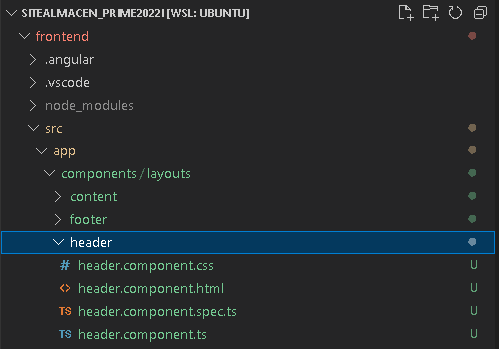 SITEALMACEN_PRIME2022I [WSL: UBUNTU]
frontend
.angular
.vscode
node_modules
src
app
components / layouts
content
footer
header
# header.component.css U
<> header.component.html U
TS header.component.spec.ts U
TS header.component.ts U